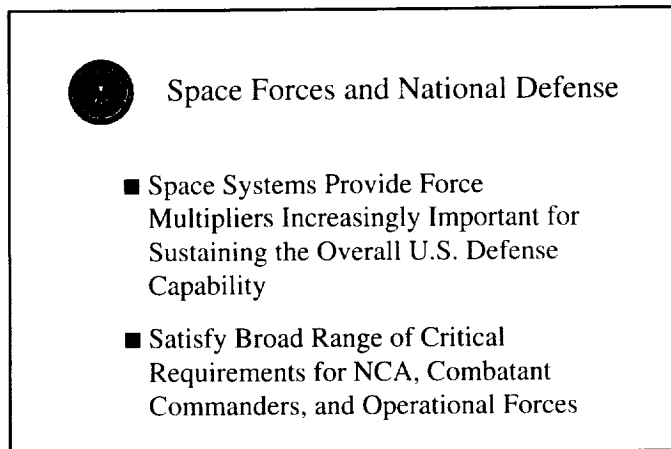 Space Forces and National Defense
■ Space Systems Provide Force
Multipliers Increasingly Important for
Sustaining the Overall U.S. Defense
Capability
■ Satisfy Broad Range of Critical
Requirements for NCA, Combatant
Commanders, and Operational Forces